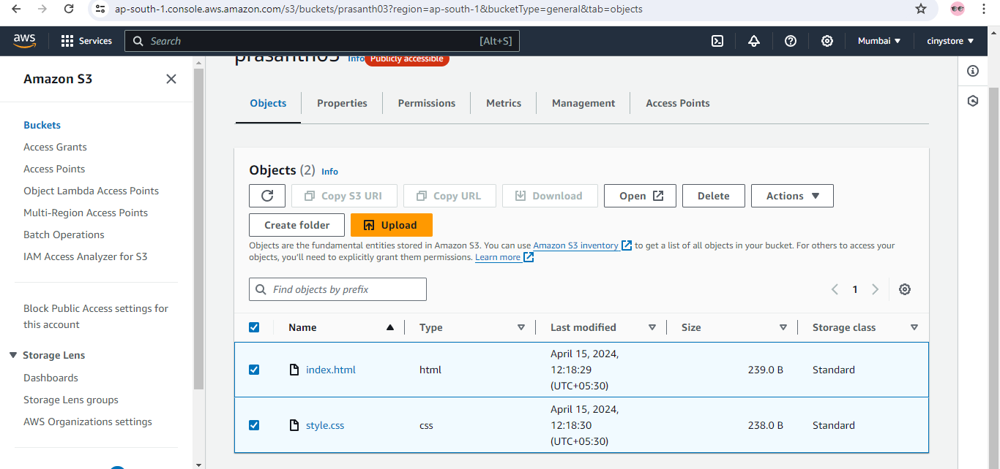 ap-south-1.console.aws.amazon.com/s3/buckets/prasanth03?region=ap-south-1&bucketType=general&tab=objects
aws
Services
Search
[Alt+S]
Mumbai
cinystore
Amazon S3
Buckets
Access Grants
Access Points
Object Lambda Access Points
Multi-Region Access Points
Batch Operations
IAM Access Analyzer for S3
Block Public Access settings for
this account
Storage Lens
Dashboards
Storage Lens groups
AWS Organizations settings
prasanth03 Info Publicly accessible
Objects
Properties
Permissions
Metrics
Management
Access Points
Objects (2) Info
Copy S3 URI
Copy URL
Download
Open
Delete
Actions
Create folder
Upload
Objects are the fundamental entities stored in Amazon S3. You can use Amazon S3 inventory to get a list of all objects in your bucket. For others to access your
objects, you'll need to explicitly grant them permissions. Learn more
Find objects by prefix
1
Name
Type
Last modified
Size
Storage class
index.html
html
April 15, 2024,
12:18:29
(UTC+05:30)
239.0 B
Standard
style.css
css
April 15, 2024,
12:18:30
(UTC+05:30)
238.0 B
Standard